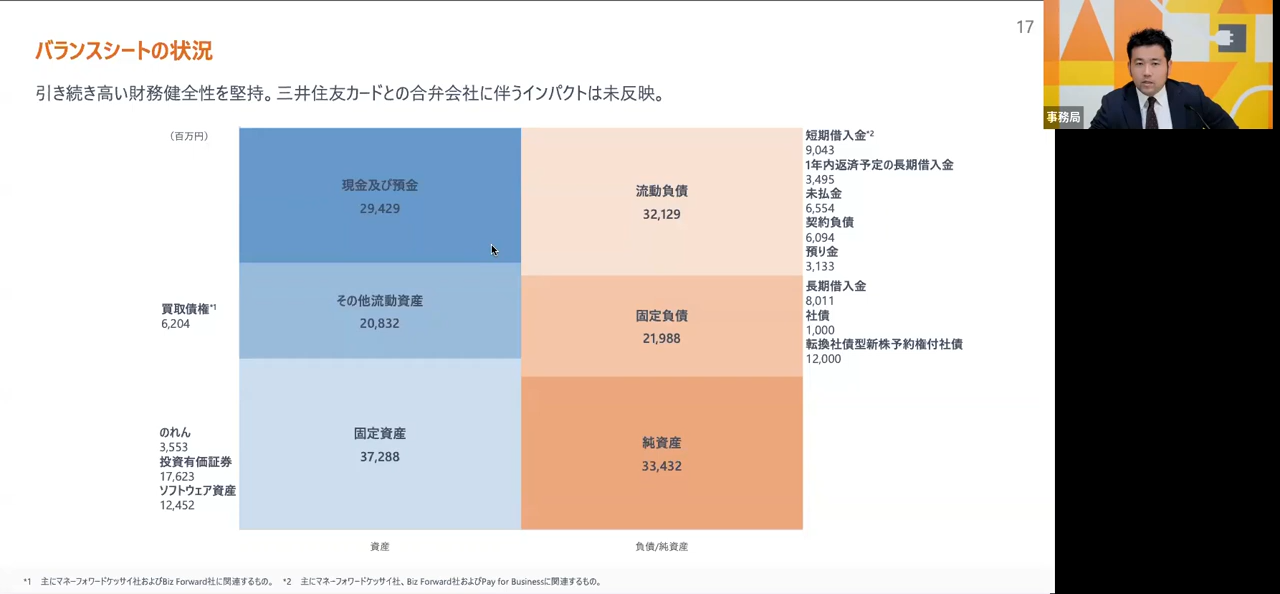 17
バランスシートの状況
引き続き高い財務健全性を堅持。三井住友カードとの合弁会社に伴うインパクトは未反映。
（百万円）
現金及び預金
29,429
その他流動資産
20,832
買取債権*1
6,204
固定資産
37,288
のれん
3,553
投資有価証券
17,623
ソフトウェア資産
12,452
流動負債
32,129
短期借入金*2
9,043
1年内返済予定の長期借入金
3,495
未払金
6,554
契約負債
6,094
預り金
3,133
固定負債
21,988
長期借入金
8,011
社債
1,000
転換社債型新株予約権付社債
12,000
純資産
33,432
資産
負債/純資産
*1 主にマネーフォワードケッサイ社およびBiz Forward社に関連するもの。 *2 主にマネーフォワードケッサイ社、Biz Forward社およびPay for Businessに関連するもの。
事務局